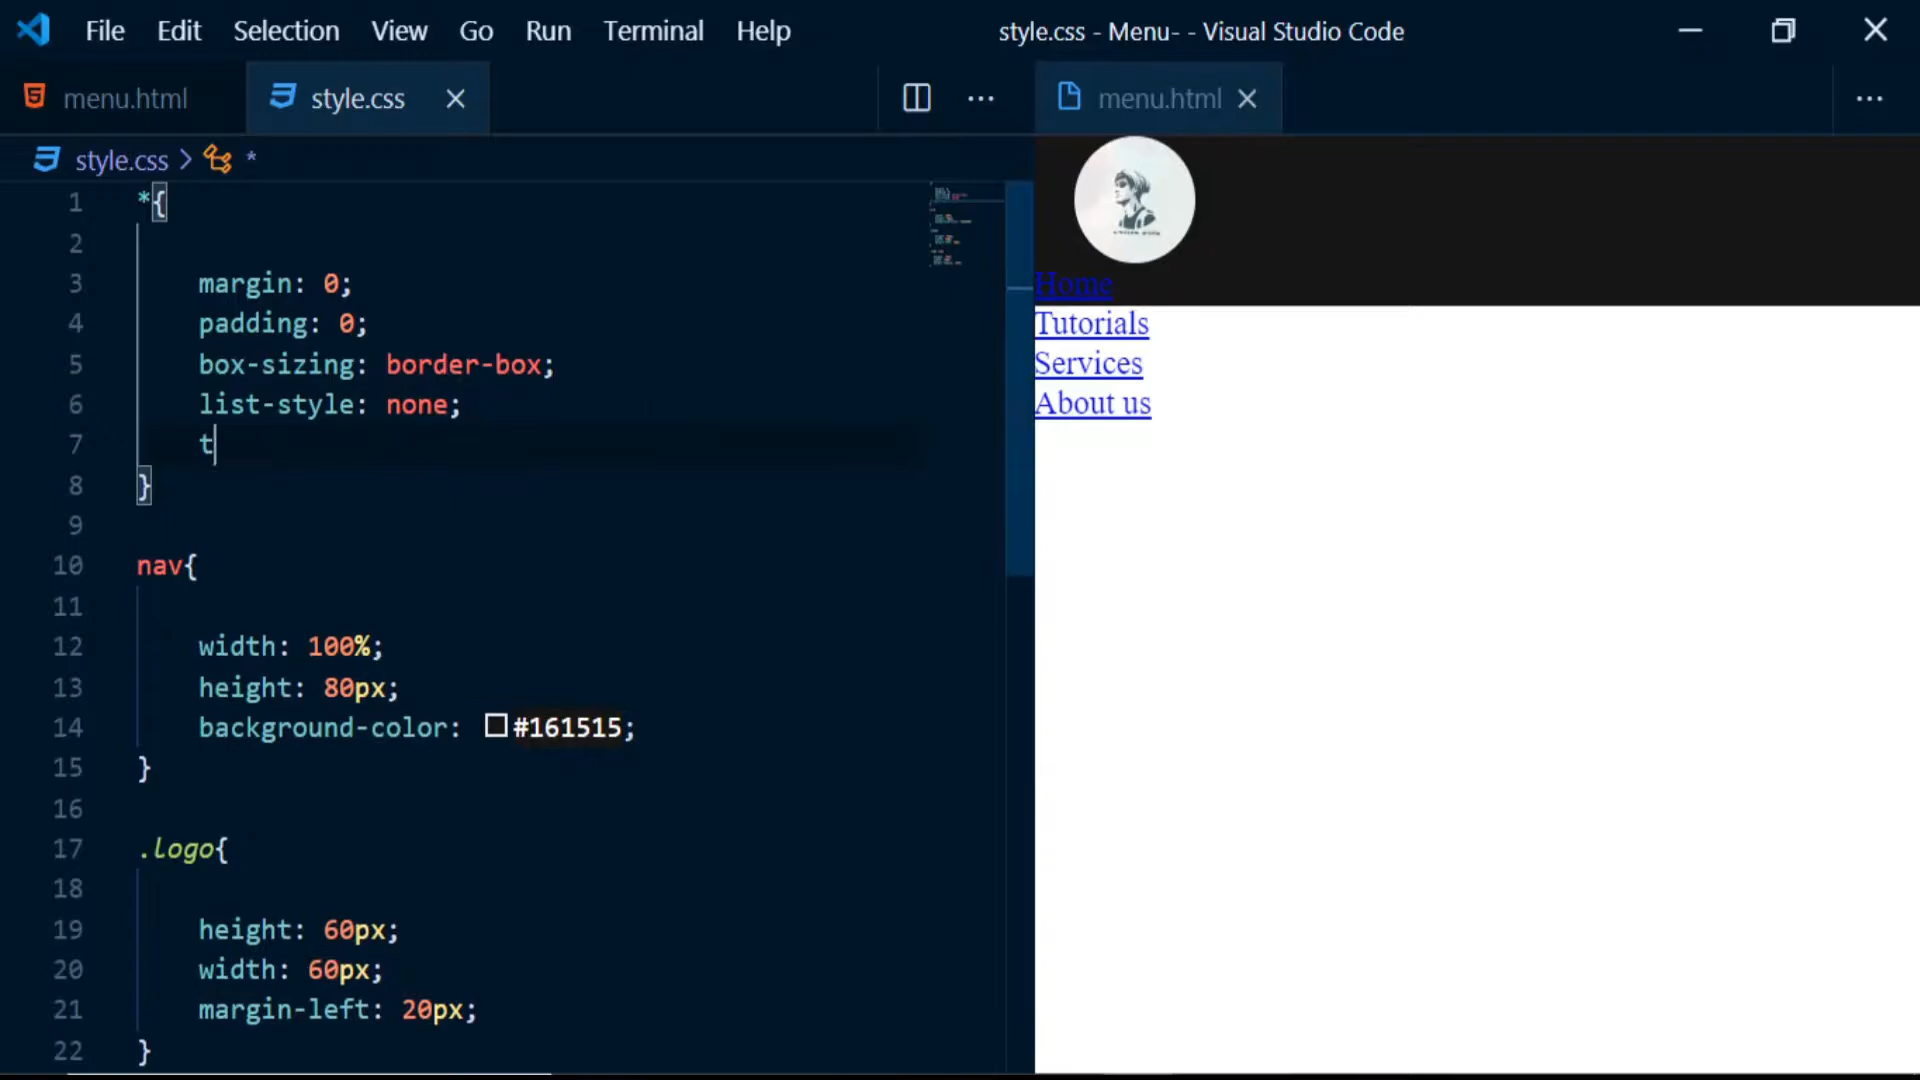 File Edit Selection View Go Run Terminal Help style.css - Menu- - Visual Studio Code
menu.html style.css menu.html
style.css > *
1 *{
2
3 margin: 0;
4 padding: 0;
5 box-sizing: border-box;
6 list-style: none;
7 t
8 }
9
10 nav{
11
12 width: 100%;
13 height: 80px;
14 background-color: #161515;
15 }
16
17 .logo{
18
19 height: 60px;
20 width: 60px;
21 margin-left: 20px;
22 }
Home
Tutorials
Services
About us